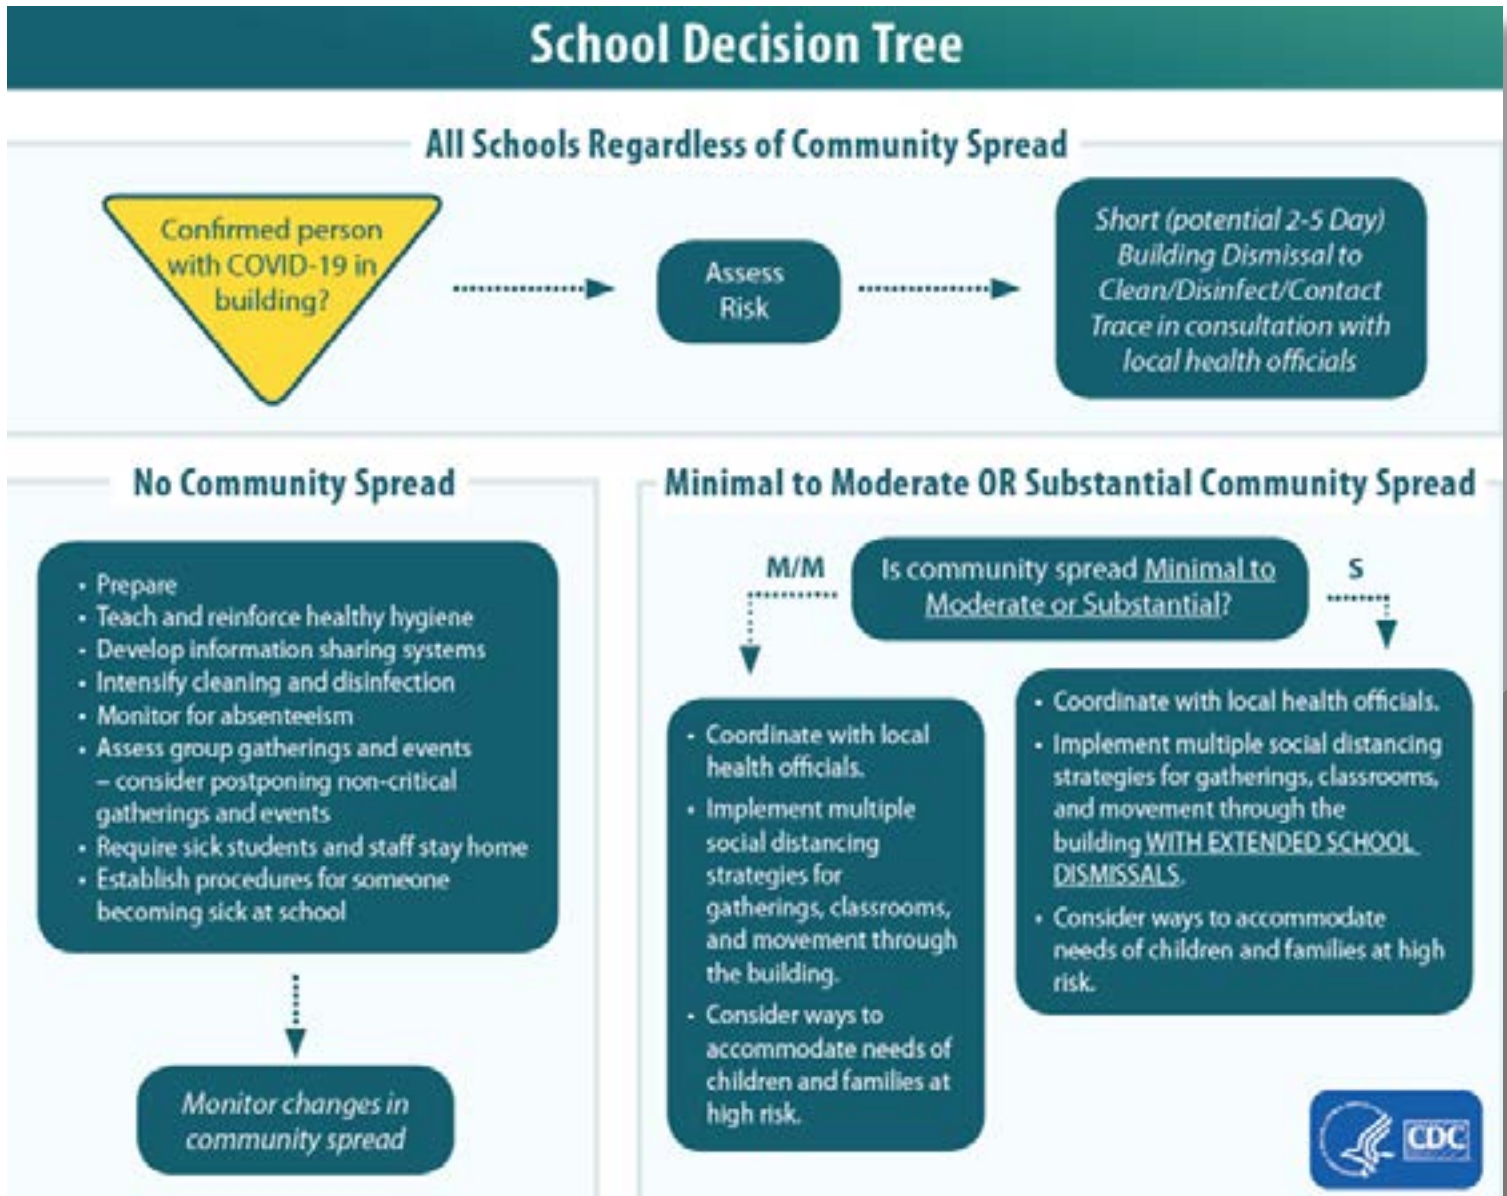 School Decision Tree
All Schools Regardless of Community Spread
Confirmed person
with COVID-19 in
building?
Assess
Risk
Short (potential 2-5 Day)
Building Dismissal to
Clean/Disinfect/Contact
Trace in consultation with
local health officials
No Community Spread
• Prepare
• Teach and reinforce healthy hygiene
• Develop information sharing systems
• Intensify cleaning and disinfection
• Monitor for absenteeism
• Assess group gatherings and events
– consider postponing non-critical
gatherings and events
• Require sick students and staff stay home
• Establish procedures for someone
becoming sick at school
Monitor changes in
community spread
Minimal to Moderate OR Substantial Community Spread
M/M
Is community spread Minimal to
Moderate or Substantial?
S
• Coordinate with local
health officials.
• Implement multiple
social distancing
strategies for
gatherings, classrooms,
and movement through
the building.
• Consider ways to
accommodate needs of
children and families at
high risk.
• Coordinate with local health officials.
• Implement multiple social distancing
strategies for gatherings, classrooms,
and movement through the
building WITH EXTENDED SCHOOL
DISMISSALS.
• Consider ways to accommodate
needs of children and families at high
risk.
CDC